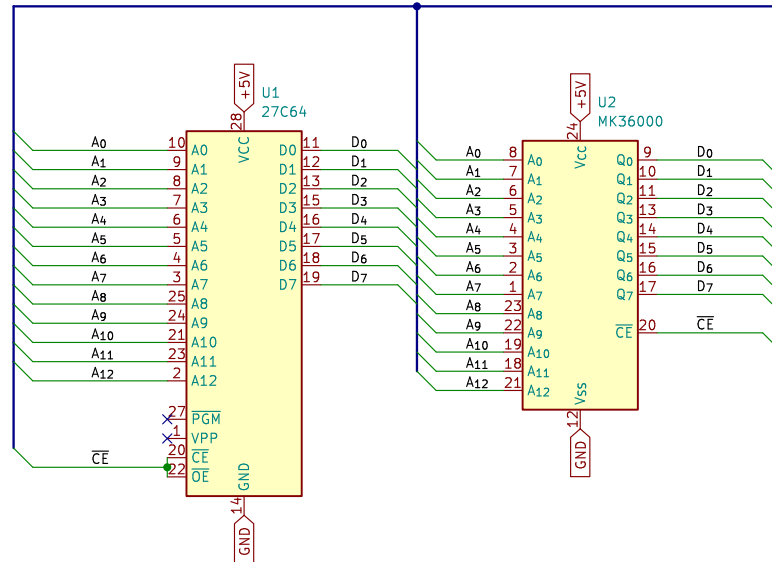 +5V
U1
27C64
28
VCC
A0 10 A0
A1 9 A1
A2 8 A2
A3 7 A3
A4 6 A4
A5 5 A5
A6 4 A6
A7 3 A7
A8 25 A8
A9 24 A9
A10 21 A10
A11 23 A11
A12 2 A12
27 PGM
1 VPP
CE 20 CE
22 OE
D0 11 D0
D1 12 D1
D2 13 D2
D3 15 D3
D4 16 D4
D5 17 D5
D6 18 D6
D7 19 D7
GND
14
GND
+5V
U2
MK36000
24
Vcc
A0 8 A0
A1 7 A1
A2 6 A2
A3 5 A3
A4 4 A4
A5 3 A5
A6 2 A6
A7 1 A7
A8 23 A8
A9 22 A9
A10 19 A10
A11 18 A11
A12 21 A12
Q0 9 D0
Q1 10 D1
Q2 11 D2
Q3 13 D3
Q4 14 D4
Q5 15 D5
Q6 16 D6
Q7 17 D7
CE 20 CE
Vss
12
GND